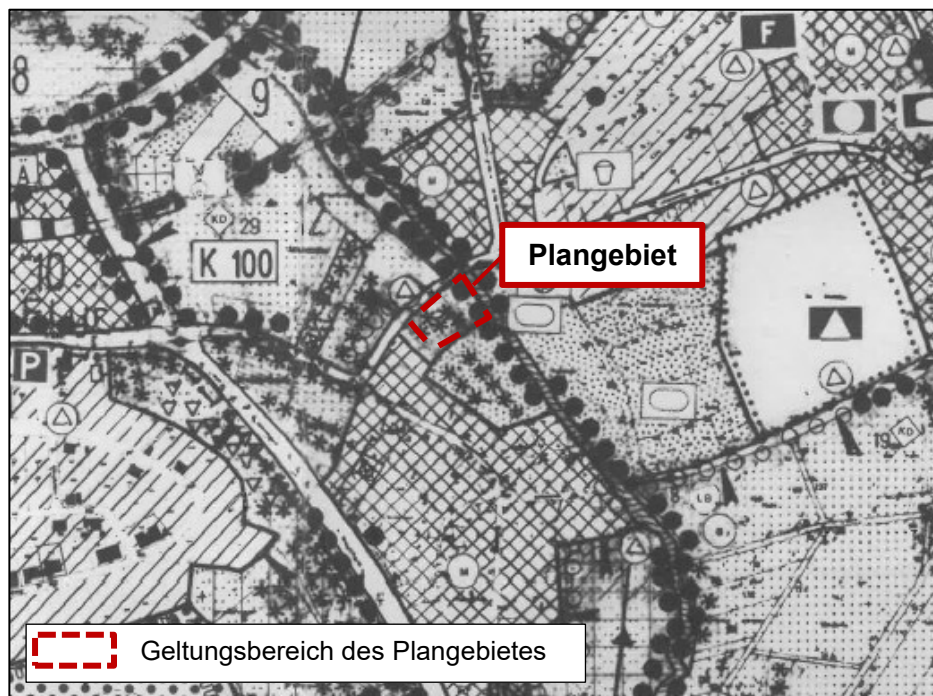 F
M
8
9
M
A
KD 29
K 100
Plangebiet
10
P
19 KD
LB
M
Geltungsbereich des Plangebietes